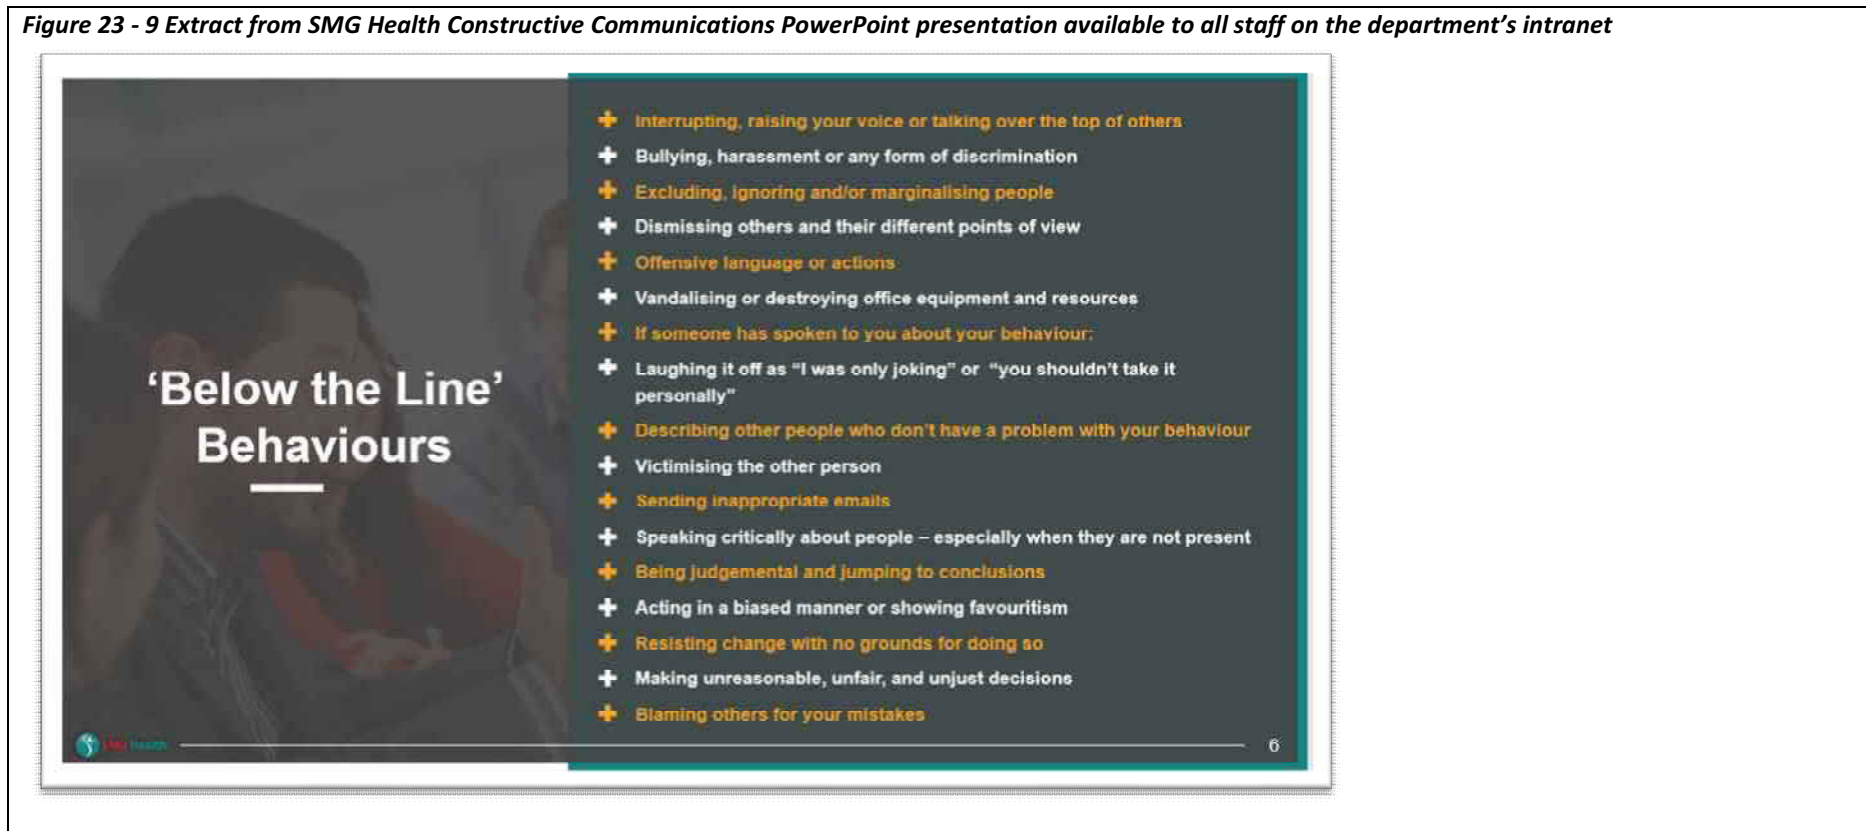 Figure 23 - 9 Extract from SMG Health Constructive Communications PowerPoint presentation available to all staff on the department’s intranet
‘Below the Line’
Behaviours
Interrupting, raising your voice or talking over the top of others
Bullying, harassment or any form of discrimination
Excluding, ignoring and/or marginalising people
Dismissing others and their different points of view
Offensive language or actions
Vandalising or destroying office equipment and resources
If someone has spoken to you about your behaviour:
Laughing it off as “I was only joking” or “you shouldn’t take it
personally”
Describing other people who don’t have a problem with your behaviour
Victimising the other person
Sending inappropriate emails
Speaking critically about people – especially when they are not present
Being judgemental and jumping to conclusions
Acting in a biased manner or showing favouritism
Resisting change with no grounds for doing so
Making unreasonable, unfair, and unjust decisions
Blaming others for your mistakes
SMG Health
6